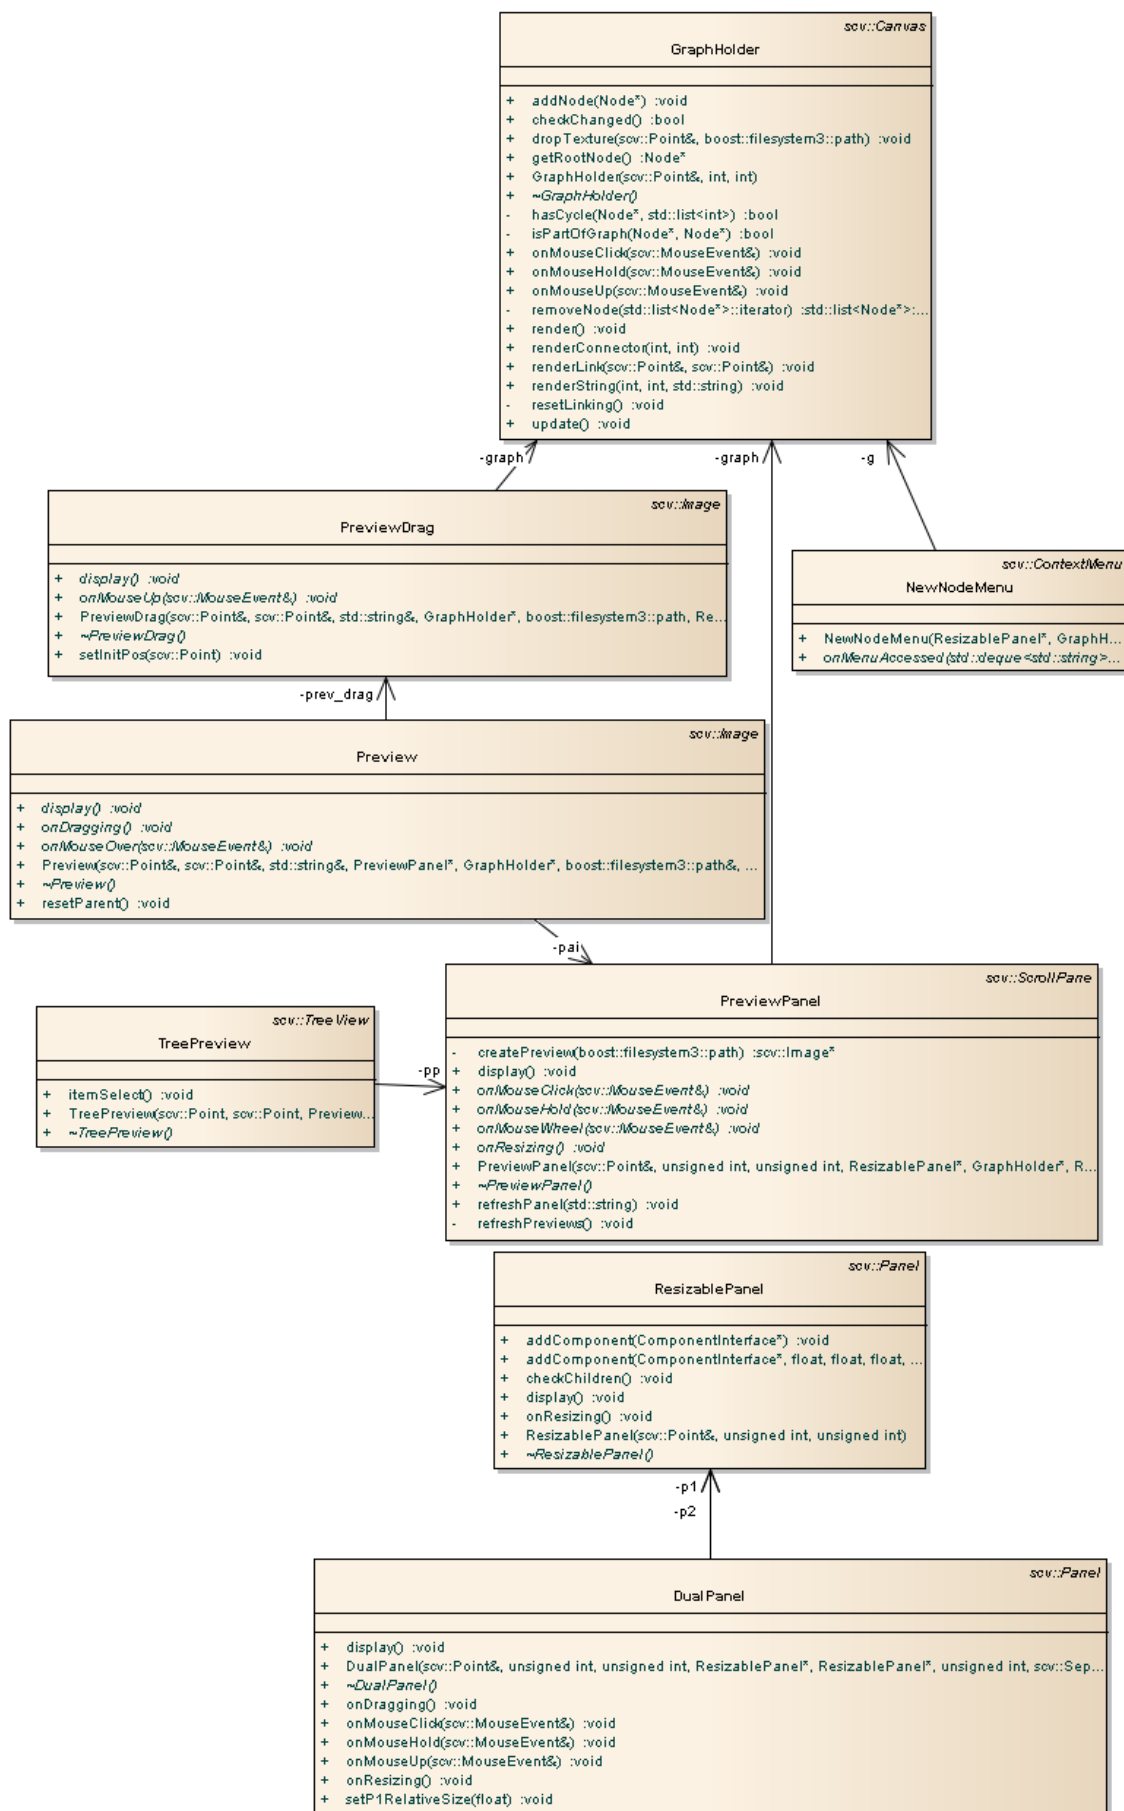 scv::Canvas
GraphHolder
+ addNode(Node*) :void
+ checkChanged() :bool
+ dropTexture(scv::Point&, boost::filesystem3::path) :void
+ getRootNode() :Node*
+ GraphHolder(scv::Point&, int, int)
+ ~GraphHolder()
- hasCycle(Node*, std::list<int>) :bool
- isPartOfGraph(Node*, Node*) :bool
+ onMouseClick(scv::MouseEvent&) :void
+ onMouseHold(scv::MouseEvent&) :void
+ onMouseUp(scv::MouseEvent&) :void
- removeNode(std::list<Node*>::iterator) :std::list<Node*>:...
+ render() :void
+ renderConnector(int, int) :void
+ renderLink(scv::Point&, scv::Point&) :void
+ renderString(int, int, std::string) :void
- resetLinking() :void
+ update() :void
-graph
-graph
-g
scv::Image
PreviewDrag
+ display() :void
+ onMouseUp(scv::MouseEvent&) :void
+ PreviewDrag(scv::Point&, scv::Point&, std::string&, GraphHolder*, boost::filesystem3::path, Re...
+ ~PreviewDrag()
+ setInitPos(scv::Point) :void
scv::ContextMenu
NewNodeMenu
+ NewNodeMenu(ResizablePanel*, GraphH...
+ onMenuAccessed(std::deque<std::string>...
-prev_drag
scv::Image
Preview
+ display() :void
+ onDragging() :void
+ onMouseOver(scv::MouseEvent&) :void
+ Preview(scv::Point&, scv::Point&, std::string&, PreviewPanel*, GraphHolder*, boost::filesystem3::path&, ...
+ ~Preview()
+ resetParent() :void
-pai
scv::ScrollPane
PreviewPanel
- createPreview(boost::filesystem3::path) :scv::Image*
+ display() :void
+ onMouseClick(scv::MouseEvent&) :void
+ onMouseHold(scv::MouseEvent&) :void
+ onMouseWheel(scv::MouseEvent&) :void
+ onResizing() :void
+ PreviewPanel(scv::Point&, unsigned int, unsigned int, ResizablePanel*, GraphHolder*, R...
+ ~PreviewPanel()
+ refreshPanel(std::string) :void
- refreshPreviews() :void
scv::TreeView
TreePreview
+ itemSelect() :void
+ TreePreview(scv::Point, scv::Point, Preview...
+ ~TreePreview()
-pp
scv::Panel
ResizablePanel
+ addComponent(ComponentInterface*) :void
+ addComponent(ComponentInterface*, float, float, float, ...
+ checkChildren() :void
+ display() :void
+ onResizing() :void
+ ResizablePanel(scv::Point&, unsigned int, unsigned int)
+ ~ResizablePanel()
-p1
-p2
scv::Panel
DualPanel
+ display() :void
+ DualPanel(scv::Point&, unsigned int, unsigned int, ResizablePanel*, ResizablePanel*, unsigned int, scv::Sep...
+ ~DualPanel()
+ onDragging() :void
+ onMouseClick(scv::MouseEvent&) :void
+ onMouseHold(scv::MouseEvent&) :void
+ onMouseUp(scv::MouseEvent&) :void
+ onResizing() :void
+ setP1RelativeSize(float) :void